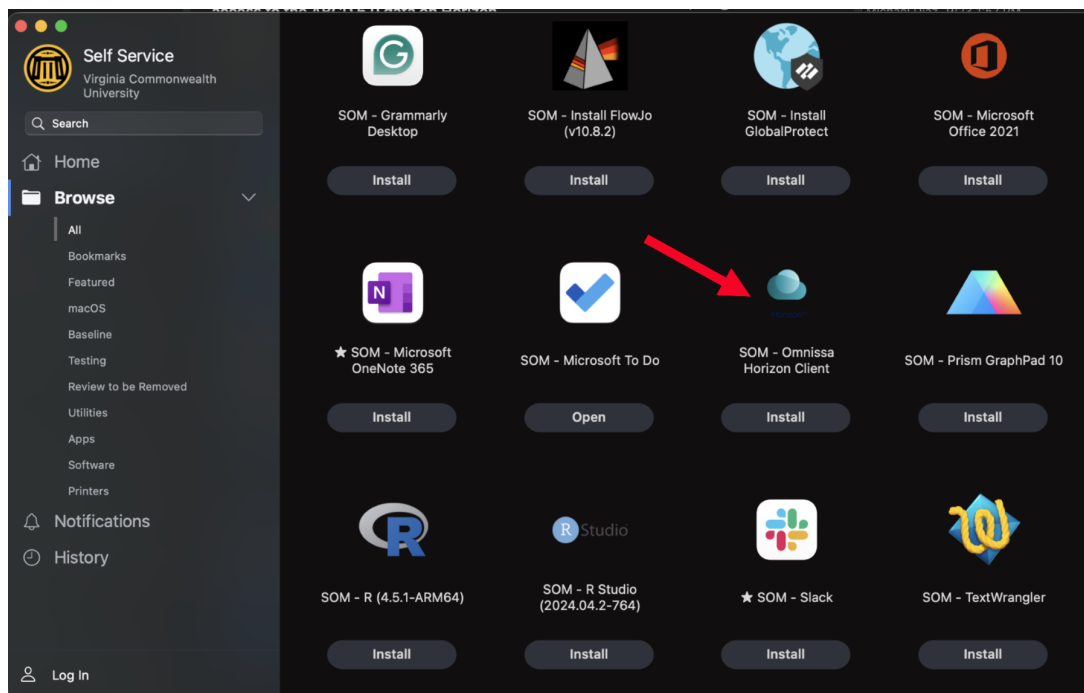 Self Service
Virginia Commonwealth
University
Search
Home
Browse
All
Bookmarks
Featured
macOS
Baseline
Testing
Review to be Removed
Utilities
Apps
Software
Printers
Notifications
History
Log In
G
SOM - Grammarly
Desktop
Install
SOM - Install FlowJo
(v10.8.2)
Install
SOM - Install
GlobalProtect
Install
SOM - Microsoft
Office 2021
Install
N
★ SOM - Microsoft
OneNote 365
Install
SOM - Microsoft To Do
Open
Horizon
SOM - Omnissa
Horizon Client
Install
SOM - Prism GraphPad 10
Install
R
SOM - R (4.5.1-ARM64)
Install
R Studio
SOM - R Studio
(2024.04.2-764)
Install
★ SOM - Slack
Install
SOM - TextWrangler
Install